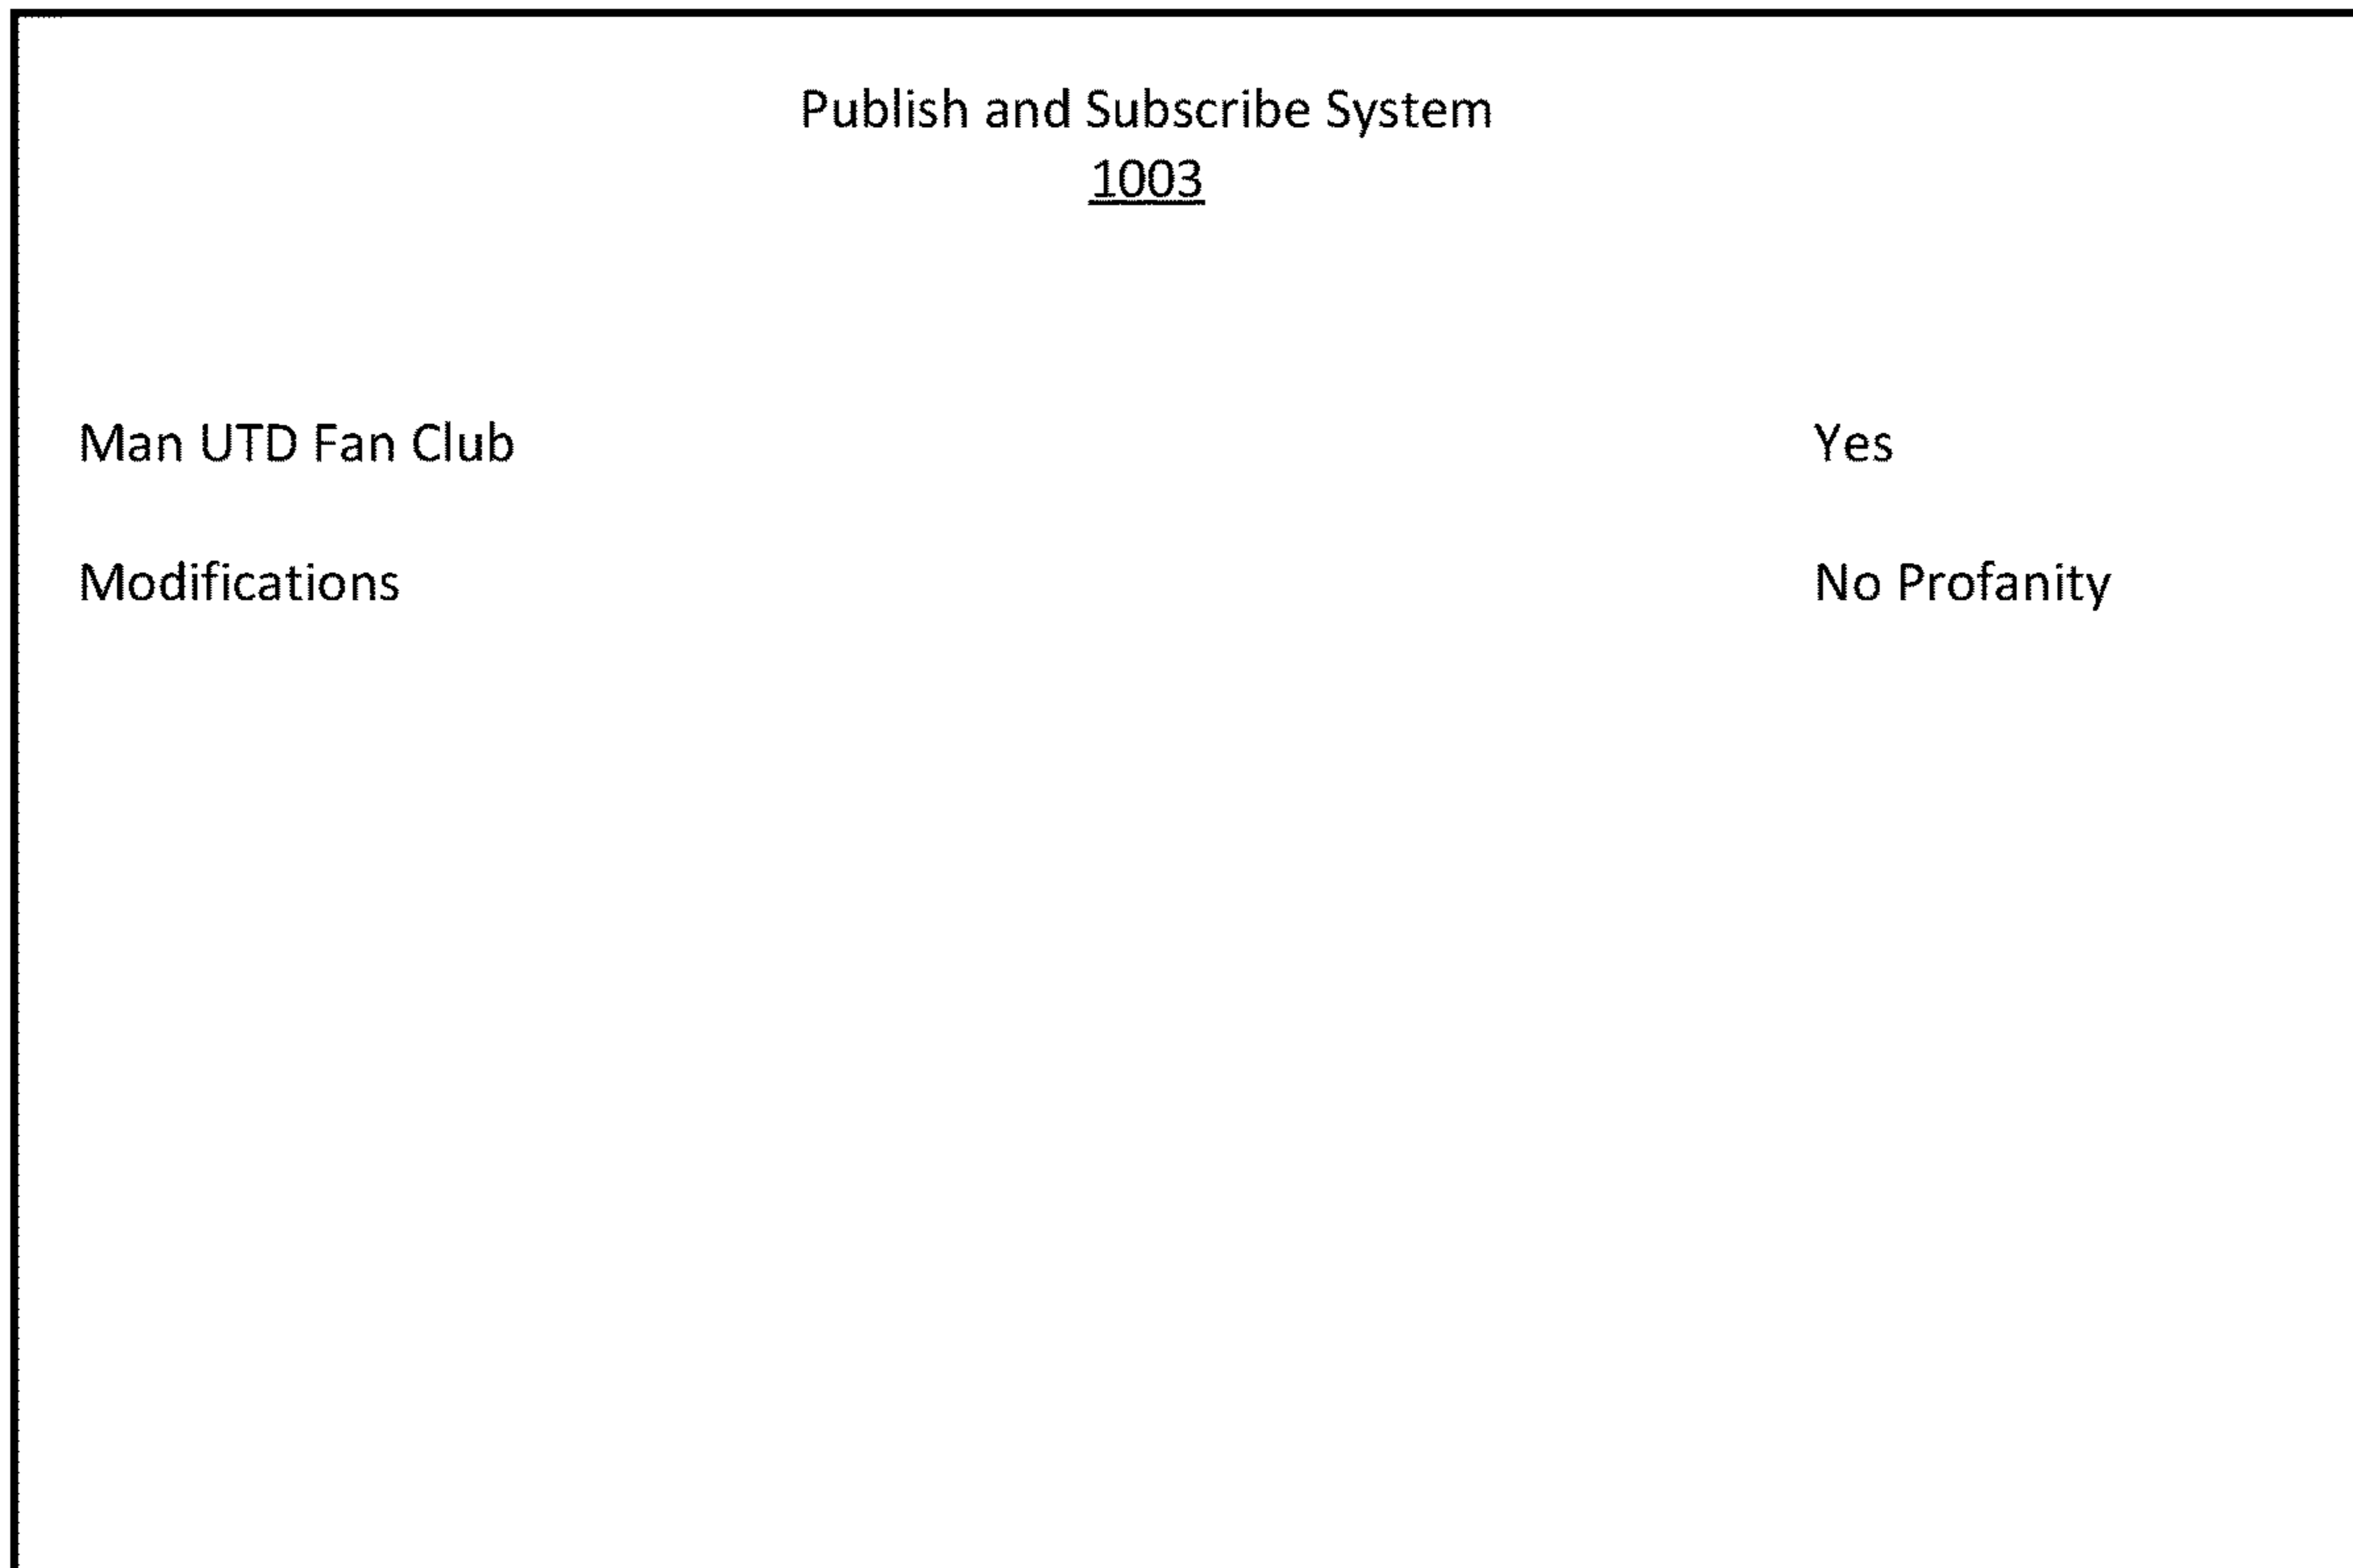 Publish and Subscribe System
1003
Man UTD Fan Club Yes
Modifications No Profanity